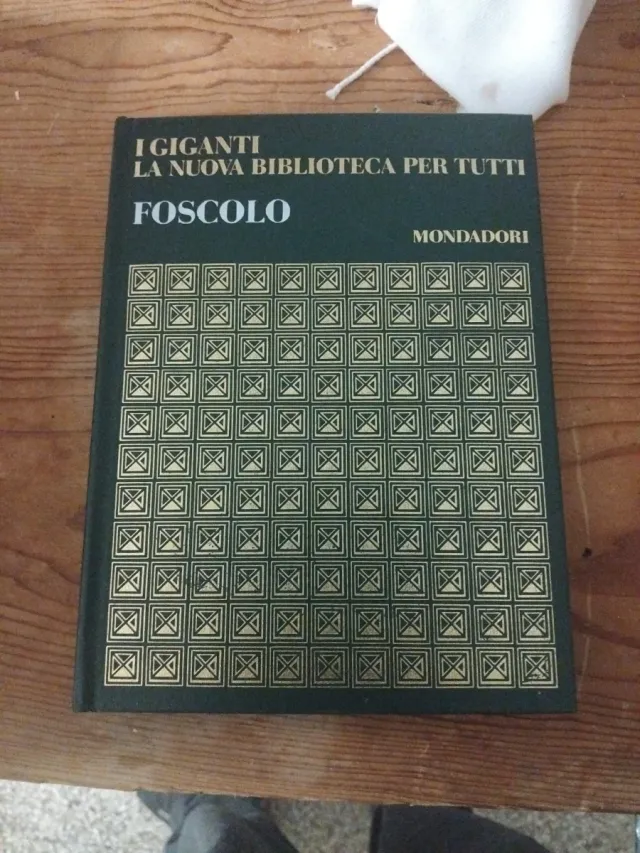 I GIGANTI
LA NUOVA BIBLIOTECA PER TUTTI
FOSCOLO
MONDADORI